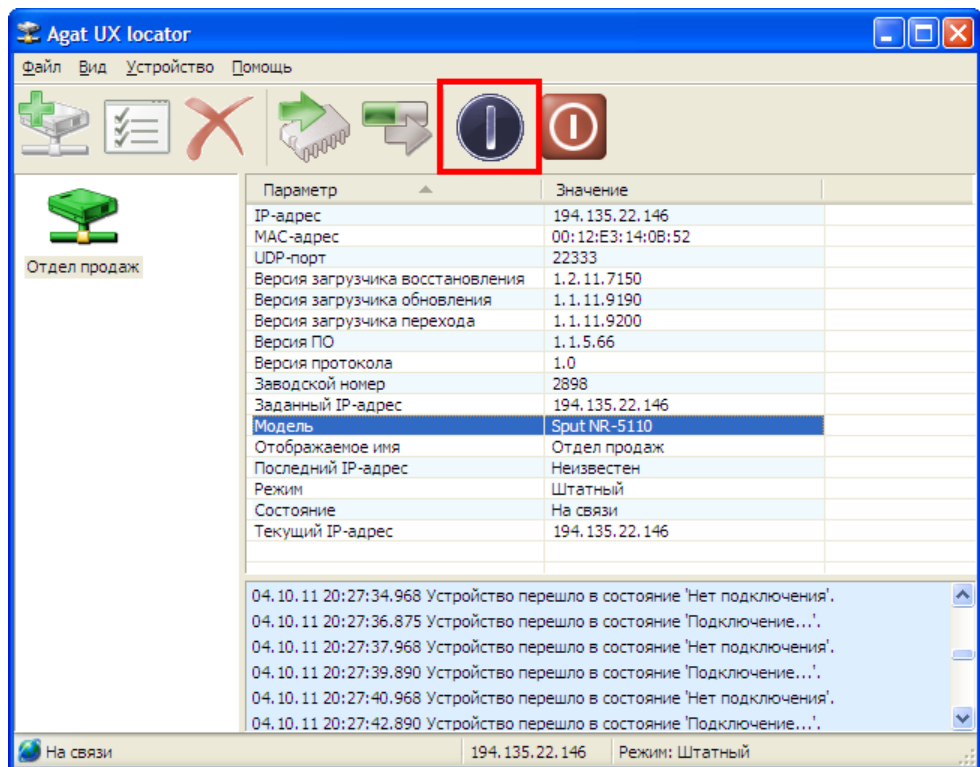 Agat UX locator
Файл Вид Устройство Помощь
Отдел продаж
Параметр Значение
IP-адрес 194.135.22.146
MAC-адрес 00:12:E3:14:0B:52
UDP-порт 22333
Версия загрузчика восстановления 1.2.11.7150
Версия загрузчика обновления 1.1.11.9190
Версия загрузчика перехода 1.1.11.9200
Версия ПО 1.1.5.66
Версия протокола 1.0
Заводской номер 2898
Заданный IP-адрес 194.135.22.146
Модель Sput NR-5110
Отображаемое имя Отдел продаж
Последний IP-адрес Неизвестен
Режим Штатный
Состояние На связи
Текущий IP-адрес 194.135.22.146
04.10.11 20:27:34.968 Устройство перешло в состояние 'Нет подключения'.
04.10.11 20:27:36.875 Устройство перешло в состояние 'Подключение...'.
04.10.11 20:27:37.968 Устройство перешло в состояние 'Нет подключения'.
04.10.11 20:27:39.890 Устройство перешло в состояние 'Подключение...'.
04.10.11 20:27:40.968 Устройство перешло в состояние 'Нет подключения'.
04.10.11 20:27:42.890 Устройство перешло в состояние 'Подключение...'.
На связи 194.135.22.146 Режим: Штатный